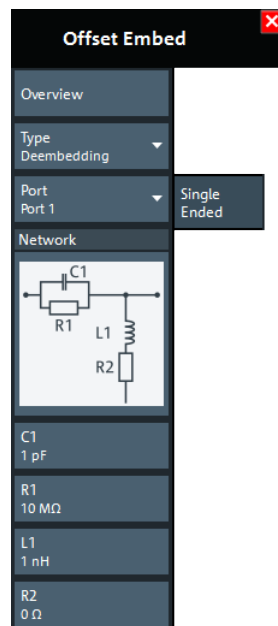 Offset Embed
Overview
Type
Deembedding
Port
Port 1
Single
Ended
Network
C1
R1
L1
R2
C1
1 pF
R1
10 MΩ
L1
1 nH
R2
0 Ω